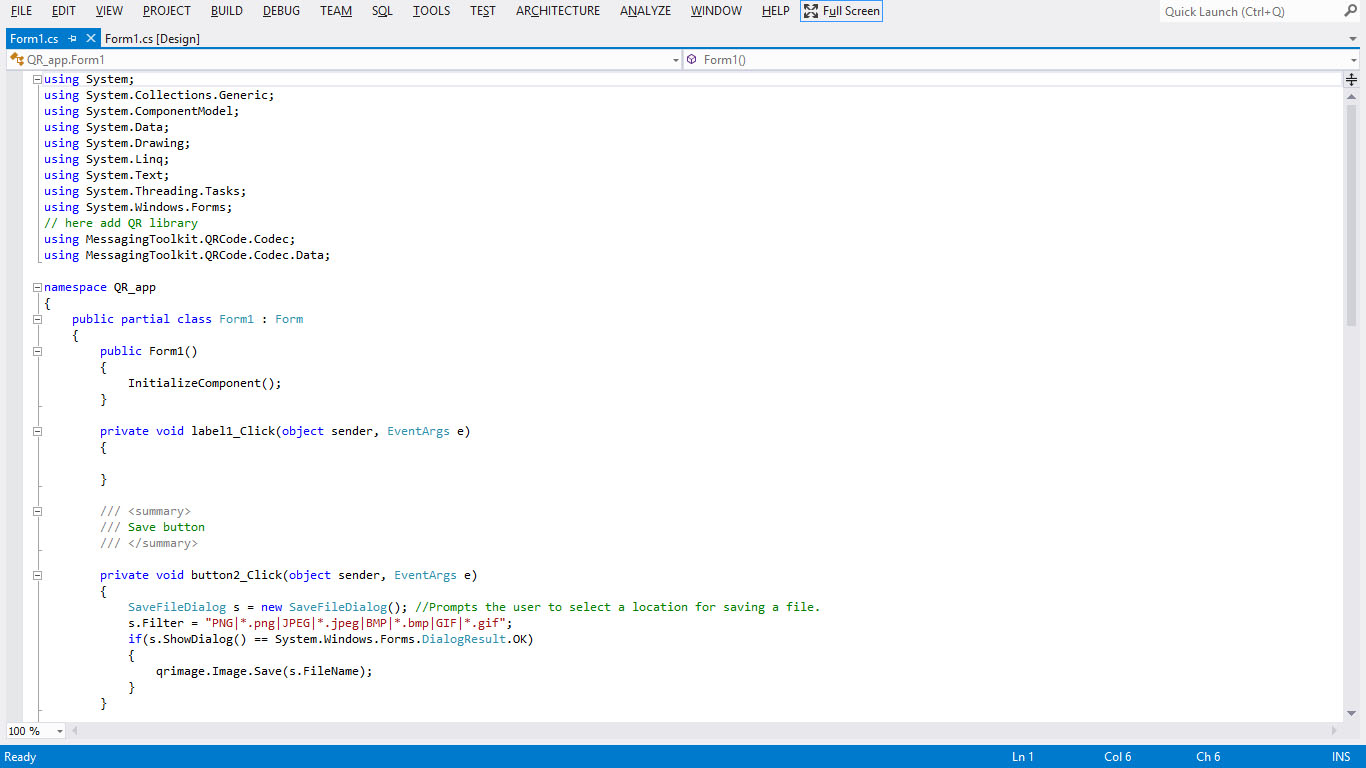 FILE EDIT VIEW PROJECT BUILD DEBUG TEAM SQL TOOLS TEST ARCHITECTURE ANALYZE WINDOW HELP Full Screen Quick Launch (Ctrl+Q)
Form1.cs Form1.cs [Design]
QR_app.Form1 Form1()
using System;
using System.Collections.Generic;
using System.ComponentModel;
using System.Data;
using System.Drawing;
using System.Linq;
using System.Text;
using System.Threading.Tasks;
using System.Windows.Forms;
// here add QR library
using MessagingToolkit.QRCode.Codec;
using MessagingToolkit.QRCode.Codec.Data;
namespace QR_app
{
public partial class Form1 : Form
{
public Form1()
{
InitializeComponent();
}
private void label1_Click(object sender, EventArgs e)
{
}
/// <summary>
/// Save button
/// </summary>
private void button2_Click(object sender, EventArgs e)
{
SaveFileDialog s = new SaveFileDialog(); //Prompts the user to select a location for saving a file.
s.Filter = "PNG|*.png|JPEG|*.jpeg|BMP|*.bmp|GIF|*.gif";
if(s.ShowDialog() == System.Windows.Forms.DialogResult.OK)
{
qrimage.Image.Save(s.FileName);
}
}
100 %
Ready Ln 1 Col 6 Ch 6 INS